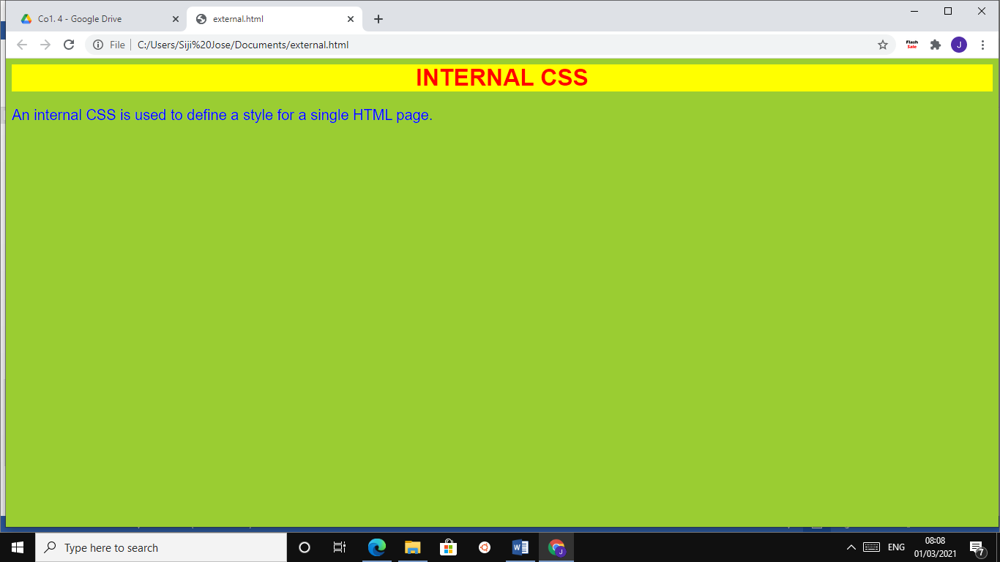 Co1. 4 - Google Drive
external.html
File
C:/Users/Siji%20Jose/Documents/external.html
Flash
Sale
J
INTERNAL CSS
An internal CSS is used to define a style for a single HTML page.
Type here to search
W
J
ENG
08:08
01/03/2021
7